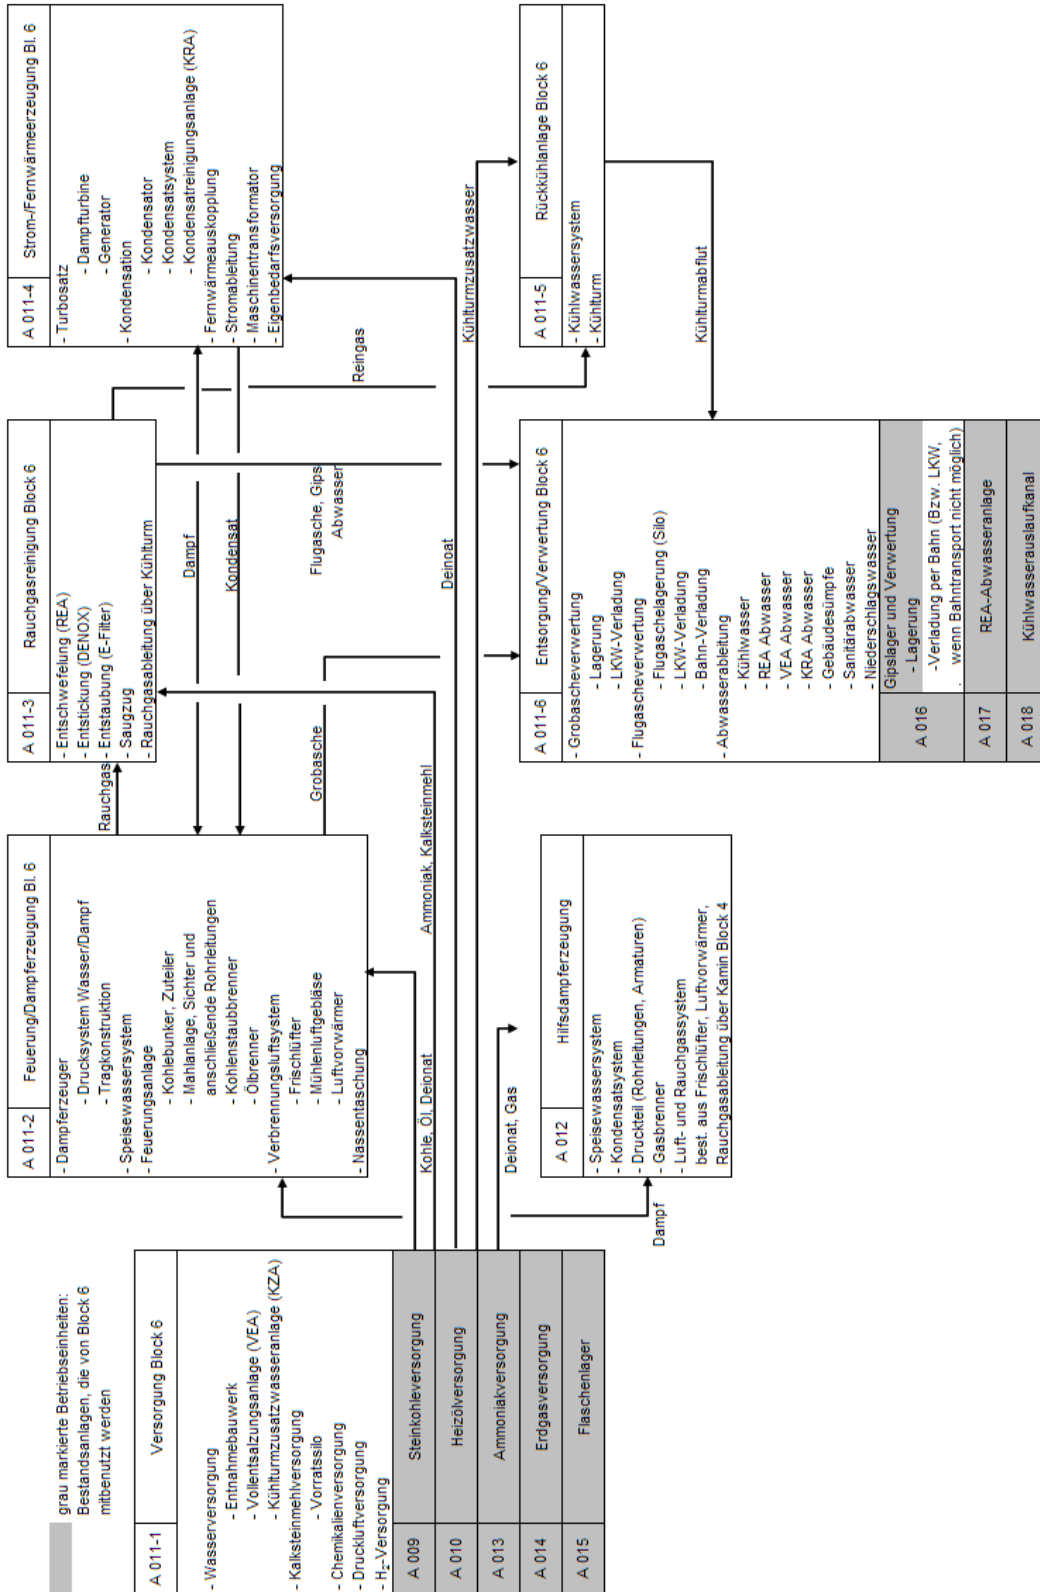 grau markierte Betriebseinheiten:
Bestandsanlagen, die von Block 6
mitbenutzt werden
A 011-1
Versorgung Block 6
- Wasserversorgung
- Entnahmebauwerk
- Vollentsalzungsanlage (VEA)
- Kühlturmzusatzwasseranlage (KZA)
- Kalksteinmehlversorgung
- Vorratssilo
- Chemikalienversorgung
- Druckluftversorgung
- H₂-Versorgung
A 009
Steinkohleversorgung
A 010
Heizölversorgung
A 013
Ammoniakversorgung
A 014
Erdgasversorgung
A 015
Flaschenlager
A 011-2
Feuerung/Dampferzeugung Bl. 6
- Dampferzeuger
- Drucksystem Wasser/Dampf
- Tragkonstruktion
- Speisewassersystem
- Feuerungsanlage
- Kohlebunker, Zuteiler
- Mahlanlage, Sichter und
anschließende Rohrleitungen
- Kohlenstaubbrenner
- Ölbrenner
- Verbrennungsluftsystem
- Frischlüfter
- Mühlenluftgebläse
- Luftvorwärmer
- Nassentaschung
Kohle, Öl, Deionat
Ammoniak, Kalksteinmehl
Deionat, Gas
A 012
Hilfsdampferzeugung
- Speisewassersystem
- Kondensatsystem
- Druckteil (Rohrleitungen, Armaturen)
- Gasbrenner
- Luft- und Rauchgassystem
best. aus Frischlüfter, Luftvorwärmer,
Rauchgasableitung über Kamin Block 4
Dampf
Rauchgas
A 011-3
Rauchgasreinigung Block 6
- Entschwefelung (REA)
- Entstickung (DENOX)
- Entstaubung (E-Filter)
- Saugzug
- Rauchgasableitung über Kühlturm
Dampf
Kondensat
Grobasche
Flugasche, Gips
Abwasser
Reingas
Deinoat
Kühlturmzusatzwasser
A 011-6
Entsorgung/Verwertung Block 6
- Grobascheverwertung
- Lagerung
- LKW-Verladung
- Flugascheverwertung
- Flugaschelagerung (Silo)
- LKW-Verladung
- Bahn-Verladung
- Abwasserableitung
- Kühlwasser
- REA Abwasser
- VEA Abwasser
- KRA Abwasser
- Gebäudesümpfe
- Sanitärabwasser
- Niederschlagswasser
A 016
Gipslager und Verwertung
- Lagerung
-Verladung per Bahn (Bzw. LKW,
. wenn Bahntransport nicht möglich)
A 017
REA-Abwasseranlage
A 018
Kühlwasserauslaufkanal
A 011-4
Strom-/Fernwärmeerzeugung Bl. 6
- Turbosatz
- Dampfturbine
- Generator
- Kondensation
- Kondensator
- Kondensatsystem
- Kondensatreinigungsanlage (KRA)
- Fernwärmeauskopplung
- Stromableitung
- Maschinentransformator
- Eigenbedarfsversorgung
A 011-5
Rückkühlanlage Block 6
- Kühlwassersystem
- Kühlturm
Kühlturmabflut